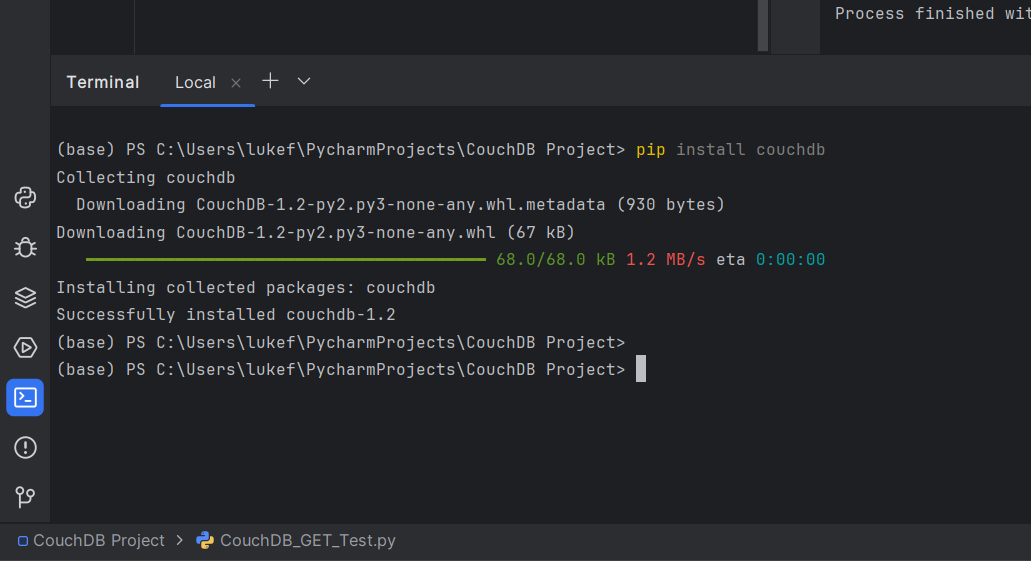 Process finished
Terminal Local
(base) PS C:\Users\lukef\PycharmProjects\CouchDB Project> pip install couchdb
Collecting couchdb
  Downloading CouchDB-1.2-py2.py3-none-any.whl.metadata (930 bytes)
Downloading CouchDB-1.2-py2.py3-none-any.whl (67 kB)
68.0/68.0 kB 1.2 MB/s eta 0:00:00
Installing collected packages: couchdb
Successfully installed couchdb-1.2
(base) PS C:\Users\lukef\PycharmProjects\CouchDB Project>
(base) PS C:\Users\lukef\PycharmProjects\CouchDB Project>
CouchDB Project > CouchDB_GET_Test.py